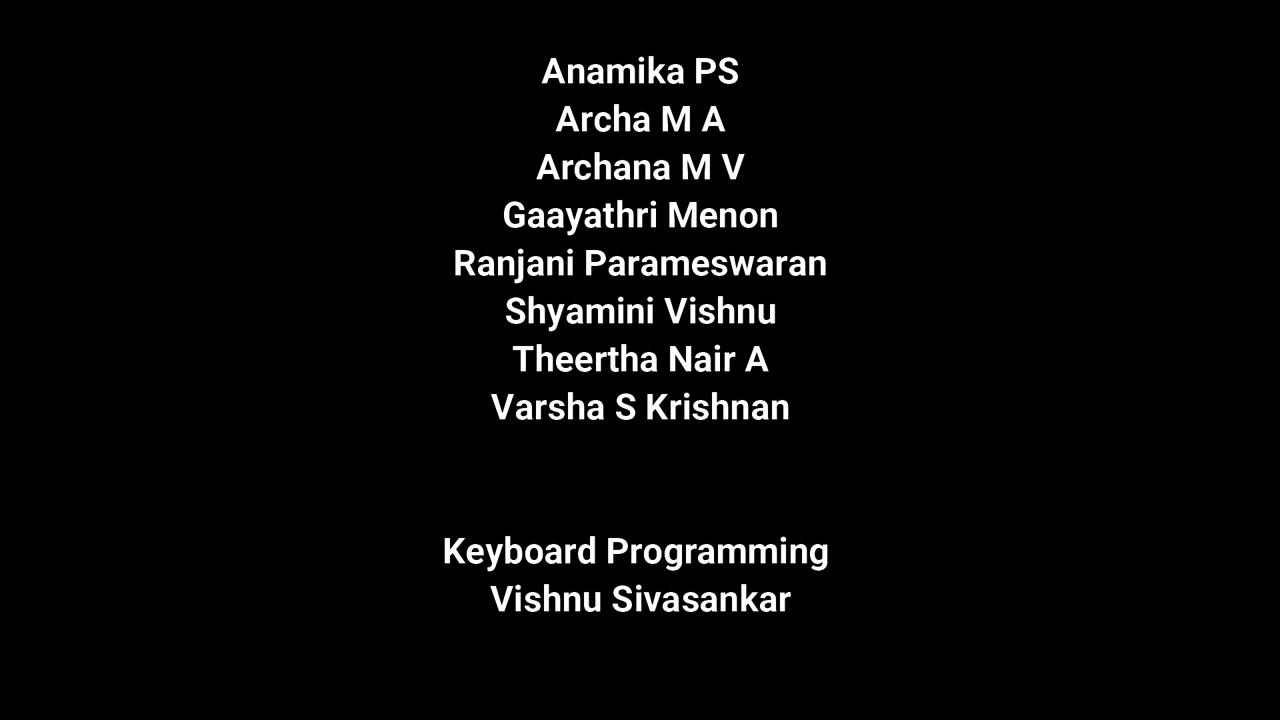 Anamika PS
Archa M A
Archana M V
Gaayathri Menon
Ranjani Parameswaran
Shyamini Vishnu
Theertha Nair A
Varsha S Krishnan
Keyboard Programming
Vishnu Sivasankar